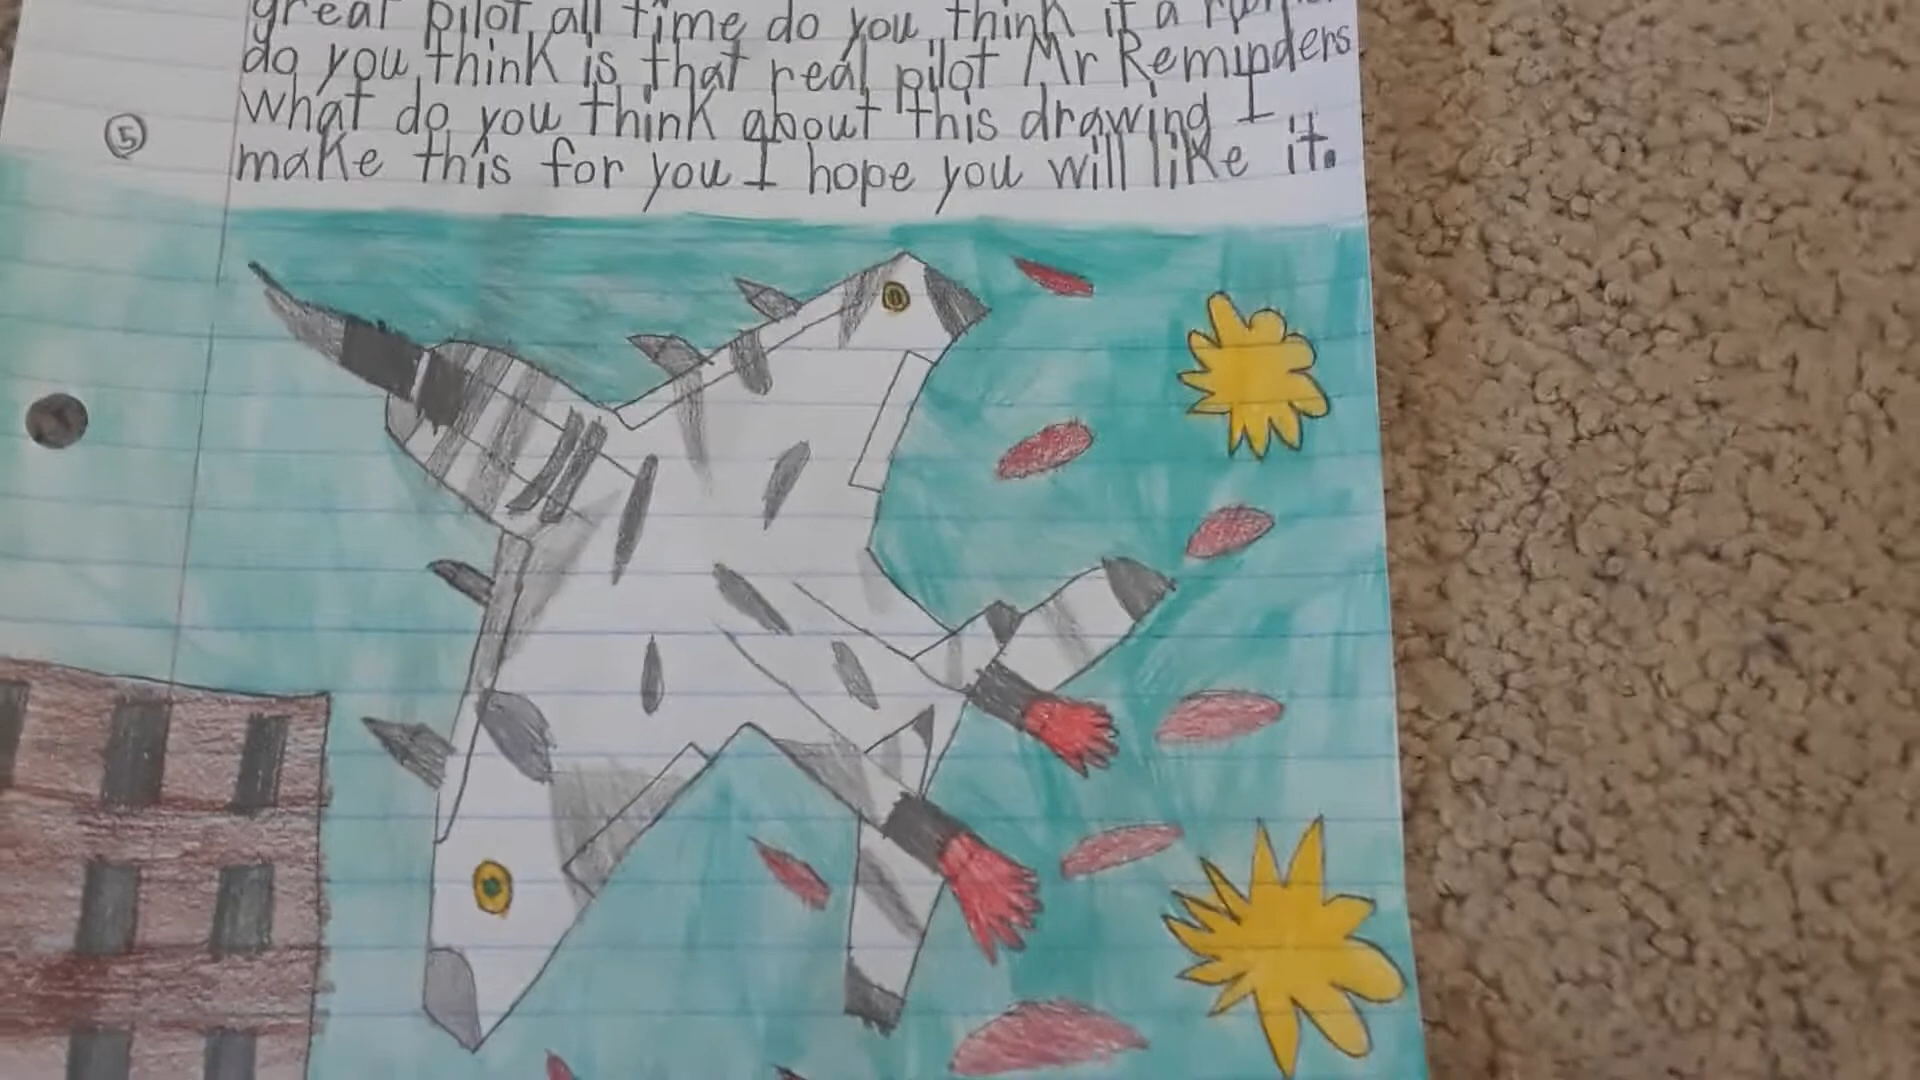 great pilot all time do you think it a
do you think is that real pilot Mr Reminders
what do you think about this drawing I
make this for you I hope you will like it.
5